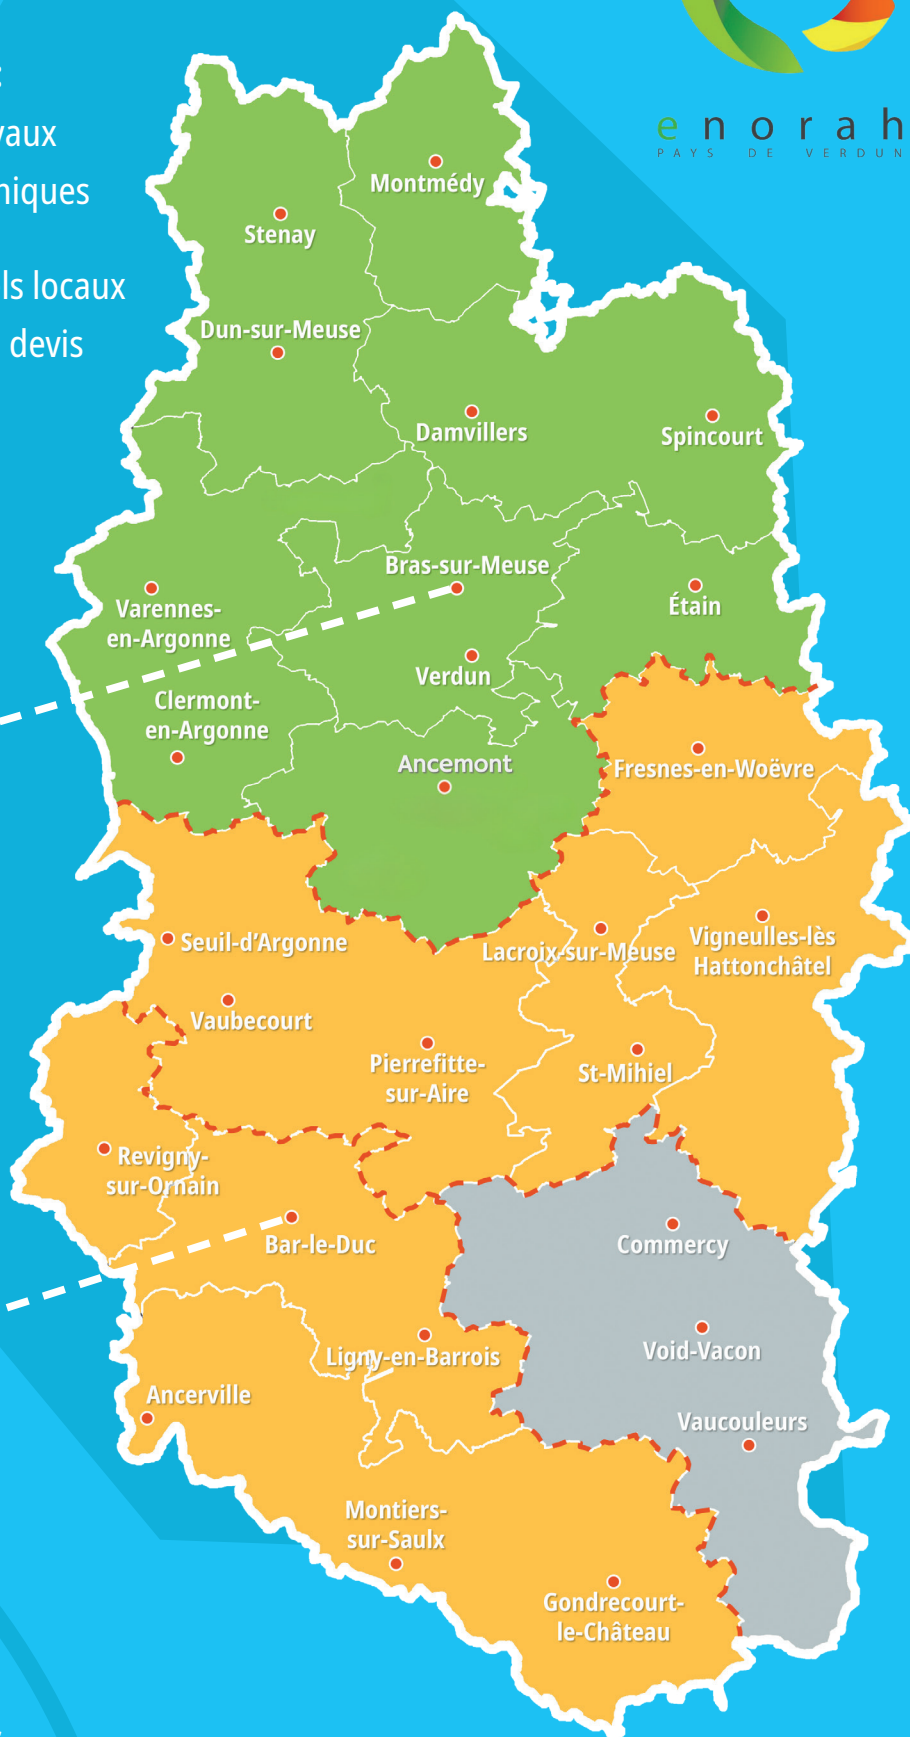 :
vaux
niques
ls locaux
devis
enorah
PAYS DE VERDUN
Montmédy
Stenay
Dun-sur-Meuse
Damvillers
Spincourt
Bras-sur-Meuse
Étain
Varennes-
en-Argonne
Verdun
Clermont-
en-Argonne
Ancemont
Fresnes-en-Woëvre
Seuil-d'Argonne
Lacroix-sur-Meuse
Vigneulles-lès
Hattonchâtel
Vaubecourt
Pierrefitte-
sur-Aire
St-Mihiel
Revigny-
sur-Ornain
Bar-le-Duc
Commercy
Ligny-en-Barrois
Void-Vacon
Ancerville
Vaucouleurs
Montiers-
sur-Saulx
Gondrecourt-
le-Château